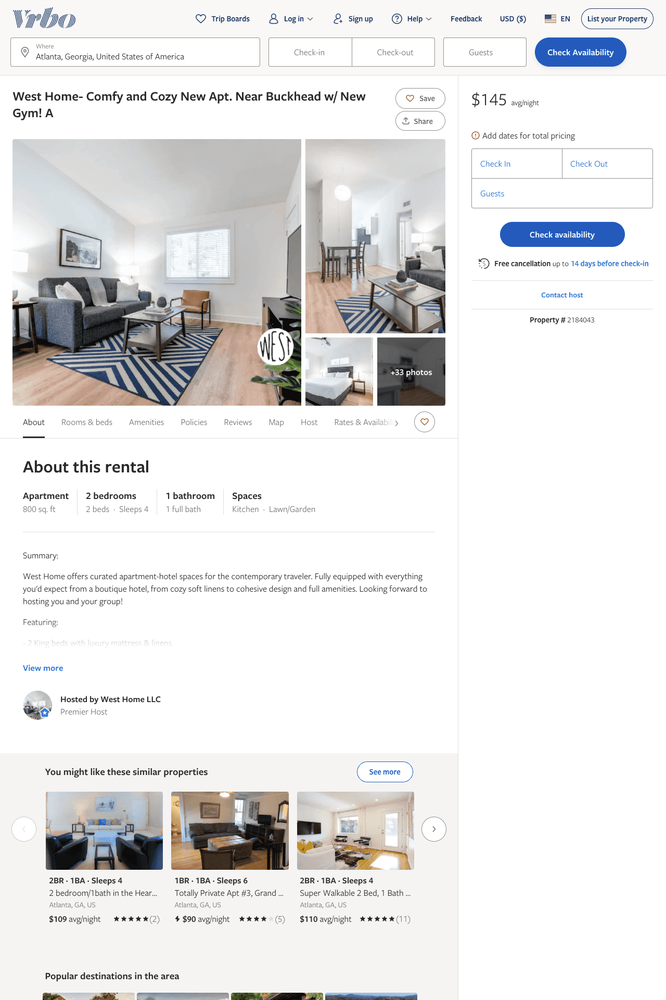 Vrbo
Trip Boards
Log in
Sign up
Help
Feedback
USD ($)
EN
List your Property
Where
Atlanta, Georgia, United States of America
Check-in
Check-out
Guests
Check Availability
West Home- Comfy and Cozy New Apt. Near Buckhead w/ New
Gym! A
Save
Share
WEST
+33 photos
$145 avg/night
Add dates for total pricing
Check In
Check Out
Guests
Check availability
Free cancellation up to 14 days before check-in
Contact host
Property # 2184043
About
Rooms & beds
Amenities
Policies
Reviews
Map
Host
Rates & Availabili
About this rental
Apartment
800 sq. ft
2 bedrooms
2 beds · Sleeps 4
1 bathroom
1 full bath
Spaces
Kitchen · Lawn/Garden
Summary:
West Home offers curated apartment-hotel spaces for the contemporary traveler. Fully equipped with everything
you'd expect from a boutique hotel, from cozy soft linens to cohesive design and full amenities. Looking forward to
hosting you and your group!
Featuring:
- 2 King beds with luxury mattress & linens.
View more
Hosted by West Home LLC
Premier Host
You might like these similar properties
See more
2BR · 1BA · Sleeps 4
2 bedroom/1bath in the Hear...
Atlanta, GA, US
$109 avg/night
(2)
1BR · 1BA · Sleeps 6
Totally Private Apt #3, Grand ...
Atlanta, GA, US
$90 avg/night
(5)
2BR · 1BA · Sleeps 4
Super Walkable 2 Bed, 1 Bath ...
Atlanta, GA, US
$110 avg/night
(11)
Popular destinations in the area